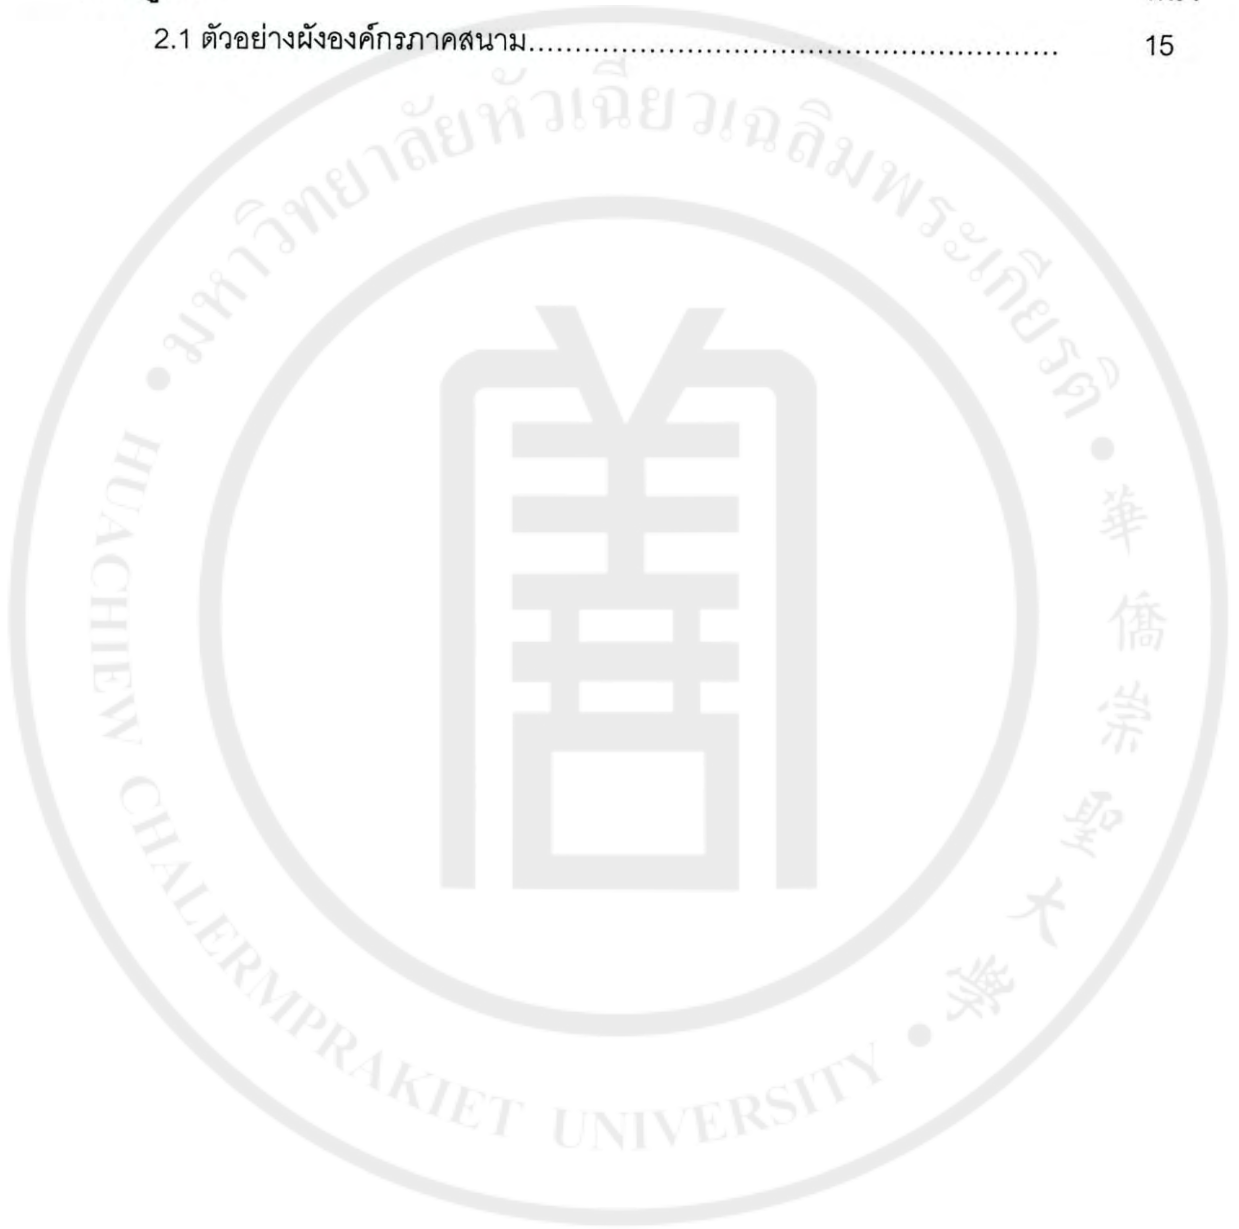 2.1 ตัวอย่างผังองค์กรภาคสนาม........................................................ 15
มหาวิทยาลัยหัวเฉียวเฉลิมพระเกียรติ
華僑崇聖大學
HUACHIEW CHALERMPRAKIET UNIVERSITY